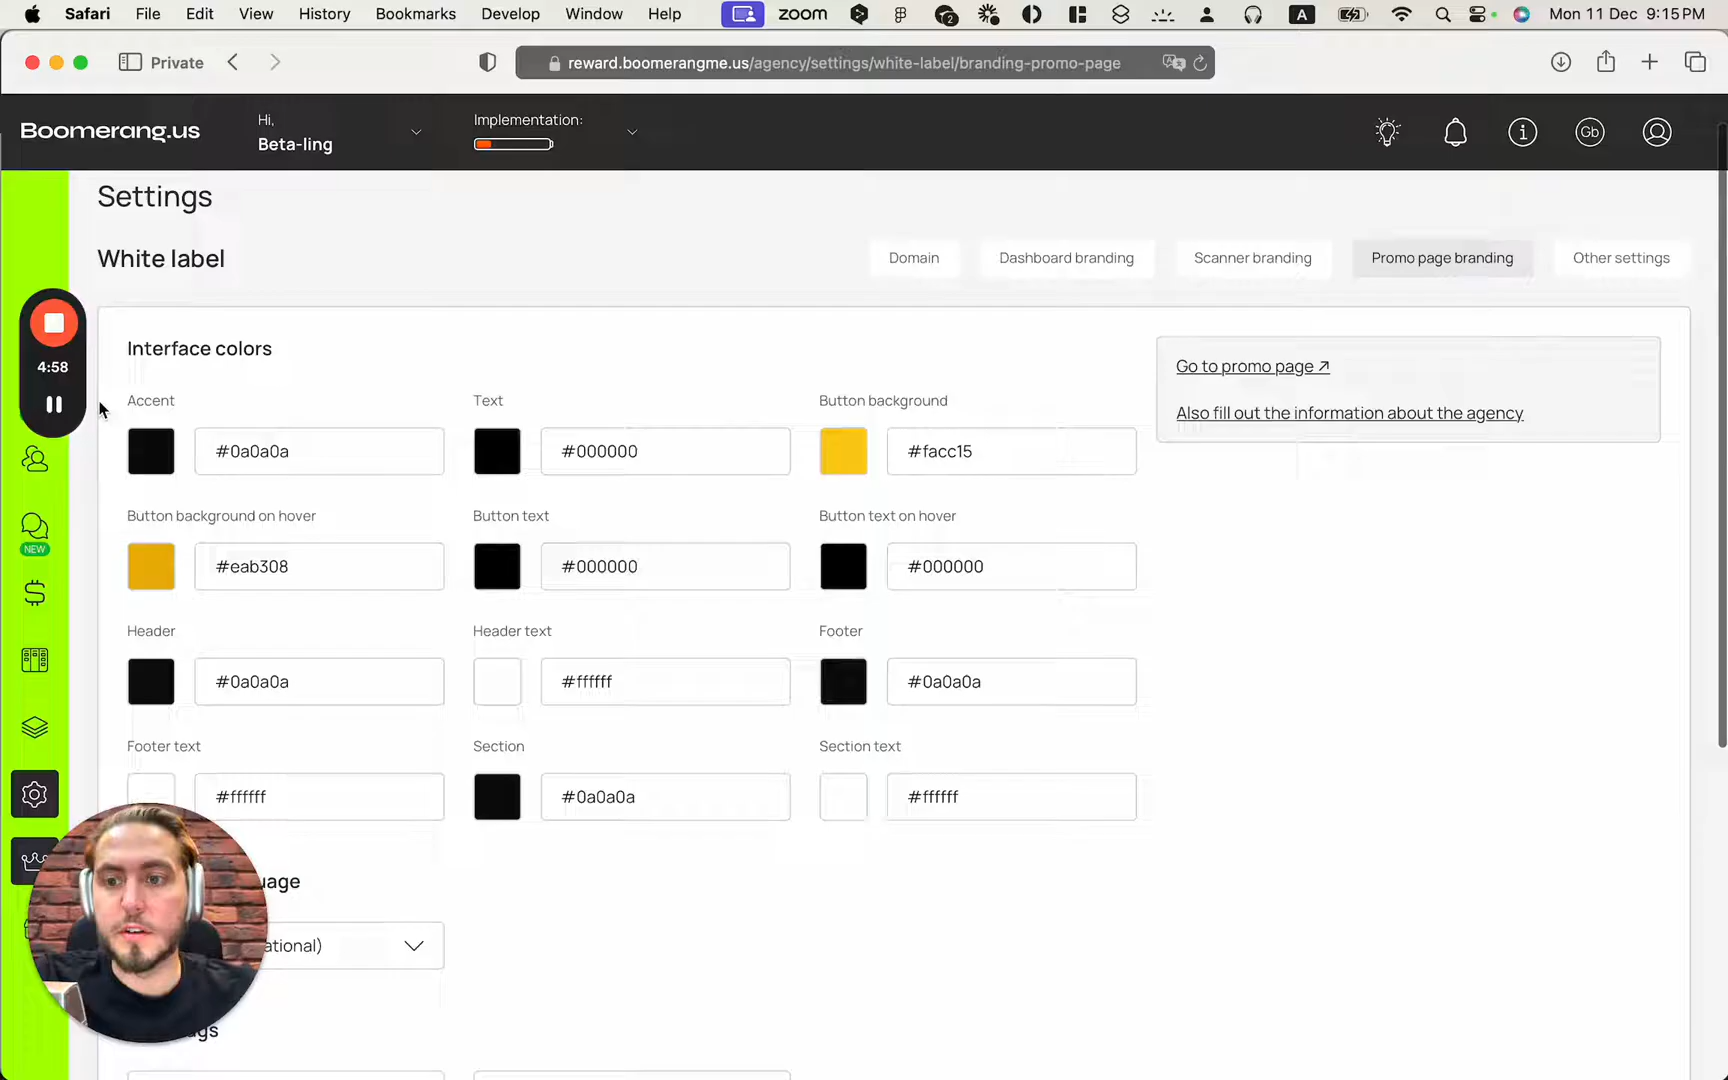 Safari File Edit View History Bookmarks Develop Window Help zoom 2 A Mon 11 Dec 9:15 PM
Private reward.boomerangme.us/agency/settings/white-label/branding-promo-page
Boomerang.us Hi, Beta-ling Implementation: Gb
Settings
White label Domain Dashboard branding Scanner branding Promo page branding Other settings
4:58
NEW
Interface colors
Go to promo page ↗
Also fill out the information about the agency
Accent Text Button background
#0a0a0a #000000 #facc15
Button background on hover Button text Button text on hover
#eab308 #000000 #000000
Header Header text Footer
#0a0a0a #ffffff #0a0a0a
Footer text Section Section text
#ffffff #0a0a0a #ffffff
uage
ational)
gs